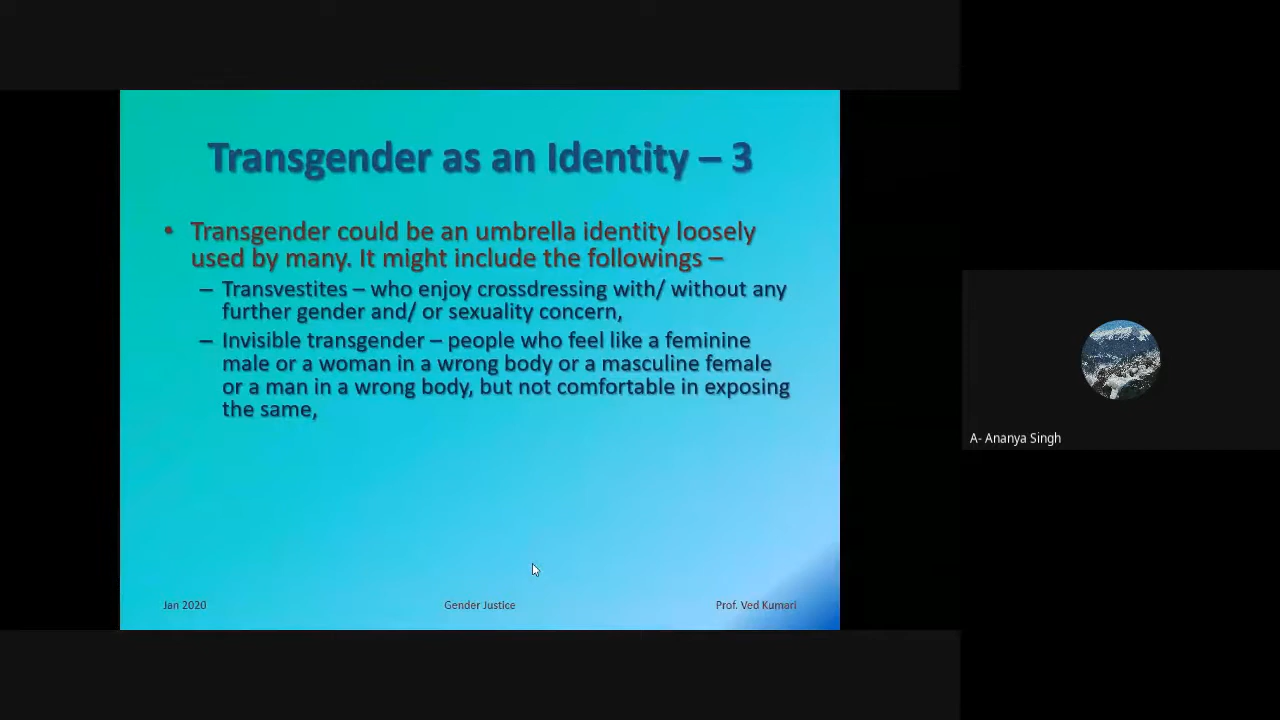 Transgender as an Identity – 3
• Transgender could be an umbrella identity loosely
used by many. It might include the followings –
– Transvestites – who enjoy crossdressing with/ without any
further gender and/ or sexuality concern,
– Invisible transgender – people who feel like a feminine
male or a woman in a wrong body or a masculine female
or a man in a wrong body, but not comfortable in exposing
the same,
Jan 2020
Gender Justice
Prof. Ved Kumari
A- Ananya Singh